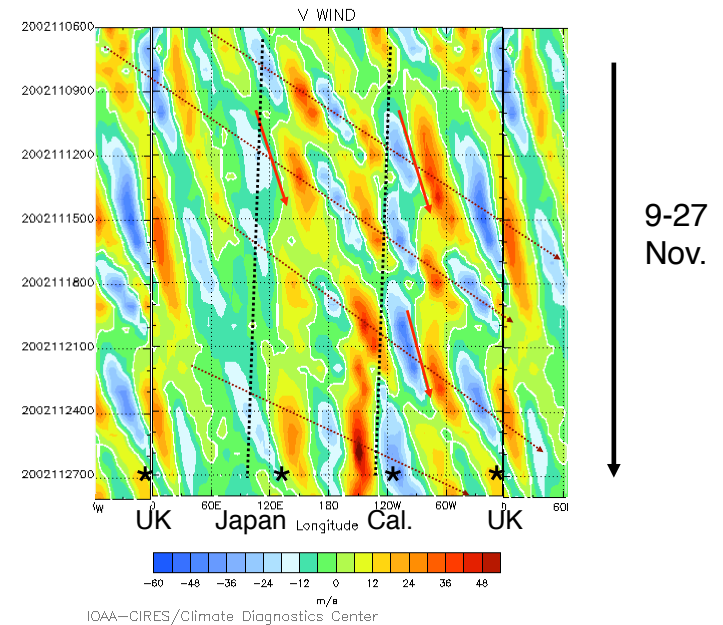 V WIND
2002110600
2002110900
2002111200
2002111500
2002111800
2002112100
2002112400
2002112700
9-27
Nov.
W 60E 120E 180 120W 60W 0 60
UK Japan Longitude Cal. UK
-60 -48 -36 -24 -12 0 12 24 36 48
m/s
IOAA-CIRES/Climate Diagnostics Center